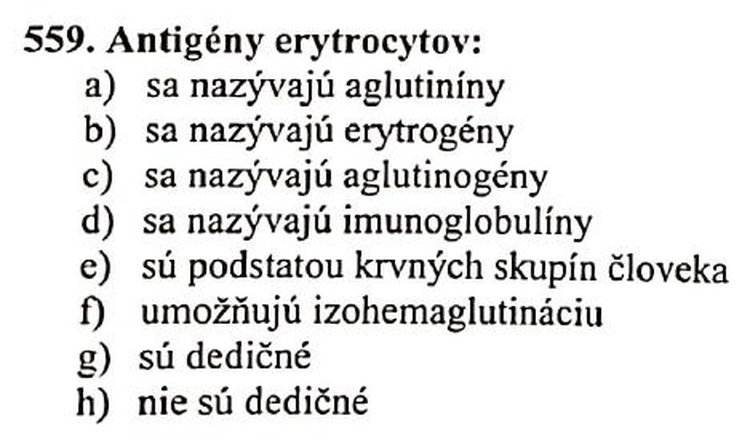 559. Antigény erytrocytov:
a) sa nazývajú aglutiníny
b) sa nazývajú erytrogény
c) sa nazývajú aglutinogény
d) sa nazývajú imunoglobulíny
e) sú podstatou krvných skupín človeka
f) umožňujú izohemaglutináciu
g) sú dedičné
h) nie sú dedičné